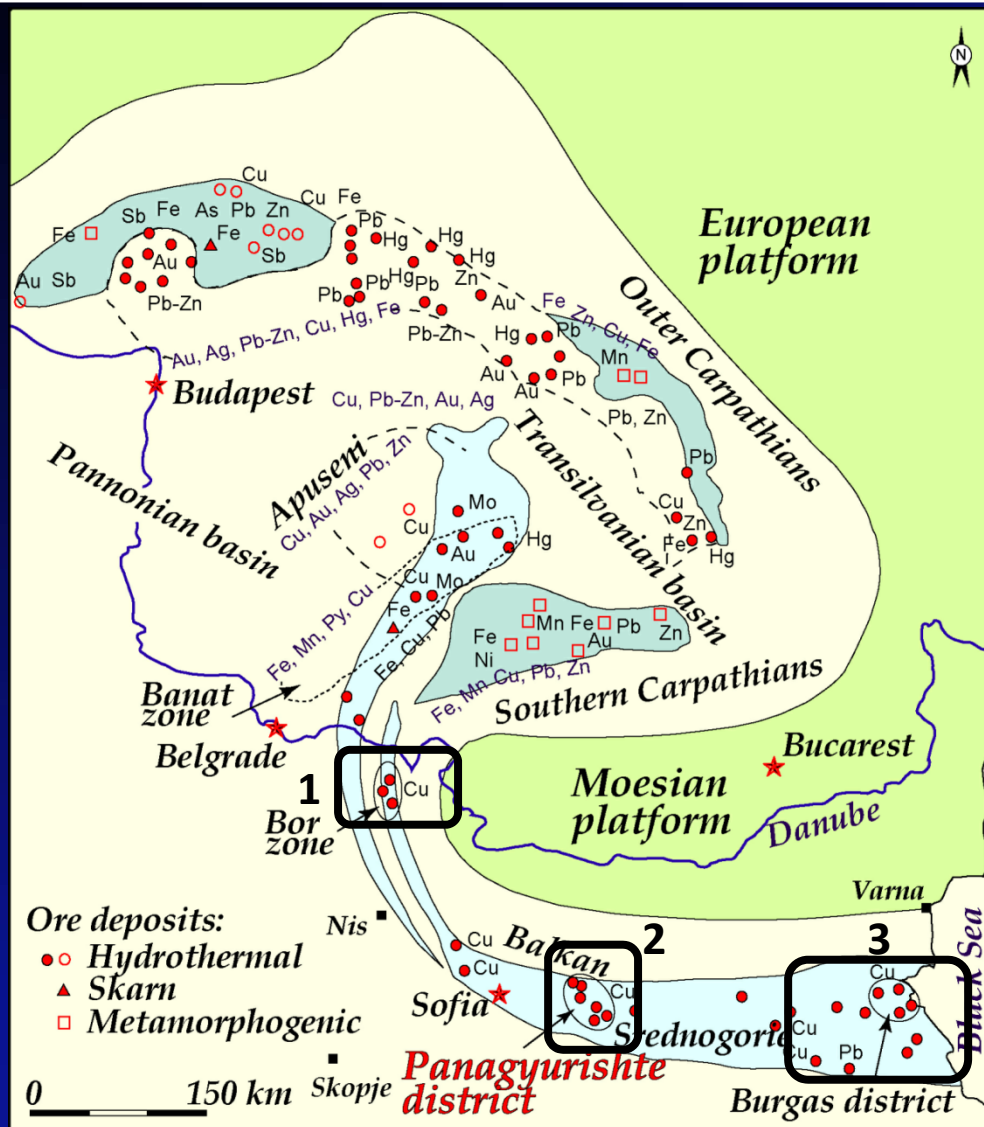 N
Cu
Cu Fe
Sb Fe As Pb Zn
Fe
Fe
Pb
Hg
Hg
Hg
Sb
Au
Au Sb
Pb-Zn
Pb
Pb
Hg
Pb
Zn
Au
Pb-Zn
European
platform
Outer Carpathians
Au, Ag, Pb-Zn, Cu, Hg, Fe
Fe
Zn, Cu, Fe
Hg
Pb
Mn
Au
Au
Pb
Pb, Zn
Budapest
Cu, Pb-Zn, Au, Ag
Pannonian basin
Apuseni
Cu, Au, Ag, Pb, Zn
Transilvanian basin
Pb
Cu
Zn
Fe
Hg
Mo
Cu
Au
Hg
Cu
Mo
Fe
Fe, Mn, Py, Cu
Fe, Cu, Pb
Mn Fe Pb
Au
Zn
Fe
Ni
Fe, Mn Cu, Pb, Zn
Southern Carpathians
Banat
zone
Belgrade
Bucarest
1
Cu
Bor
zone
Moesian
platform
Danube
Varna
Ore deposits:
Hydrothermal
Skarn
Metamorphogenic
Nis
Cu
Cu
Balkan
2
3
Cu
Cu
Sofia
Srednogorie
Cu
Cu
Pb
Black Sea
Panagyurishte
district
Skopje
Burgas district
0 150 km